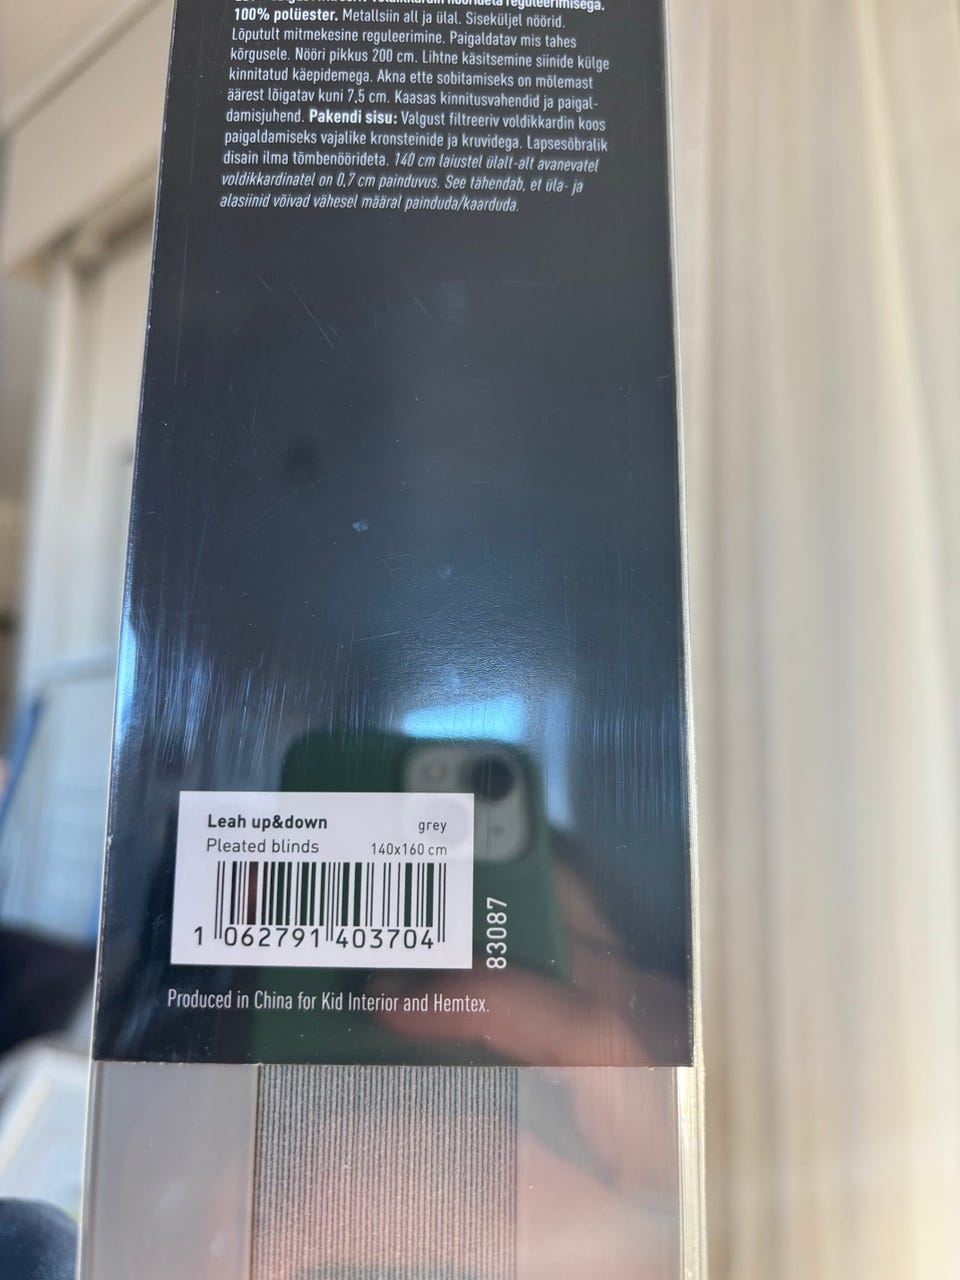 voldikkardin nöörideta reguleerimisega.
100% polüester. Metallsiin all ja ülal. Siseküljel nöörid.
Lõputult mitmekesine reguleerimine. Paigaldatav mis tahes
kõrgusele. Nööri pikkus 200 cm. Lihtne käsitsemine siinide külge
kinnitatud käepidemega. Akna ette sobitamiseks on mõlemast
äärest lõigatav kuni 7,5 cm. Kaasas kinnitusvahendid ja paigal-
damisjuhend. Pakendi sisu: Valgust filtreeriv voldikkardin koos
paigaldamiseks vajalike kronsteinide ja kruvidega. Lapsesõbralik
disain ilma tõmbenöörideta. 140 cm laiustel ülalt-alt avanevatel
voldikkardinatel on 0,7 cm painduvus. See tähendab, et üla- ja
alasiinid võivad vähesel määral painduda/kaarduda.
Leah up&down grey
Pleated blinds 140x160 cm
1 062791 403704
83087
Produced in China for Kid Interior and Hemtex.